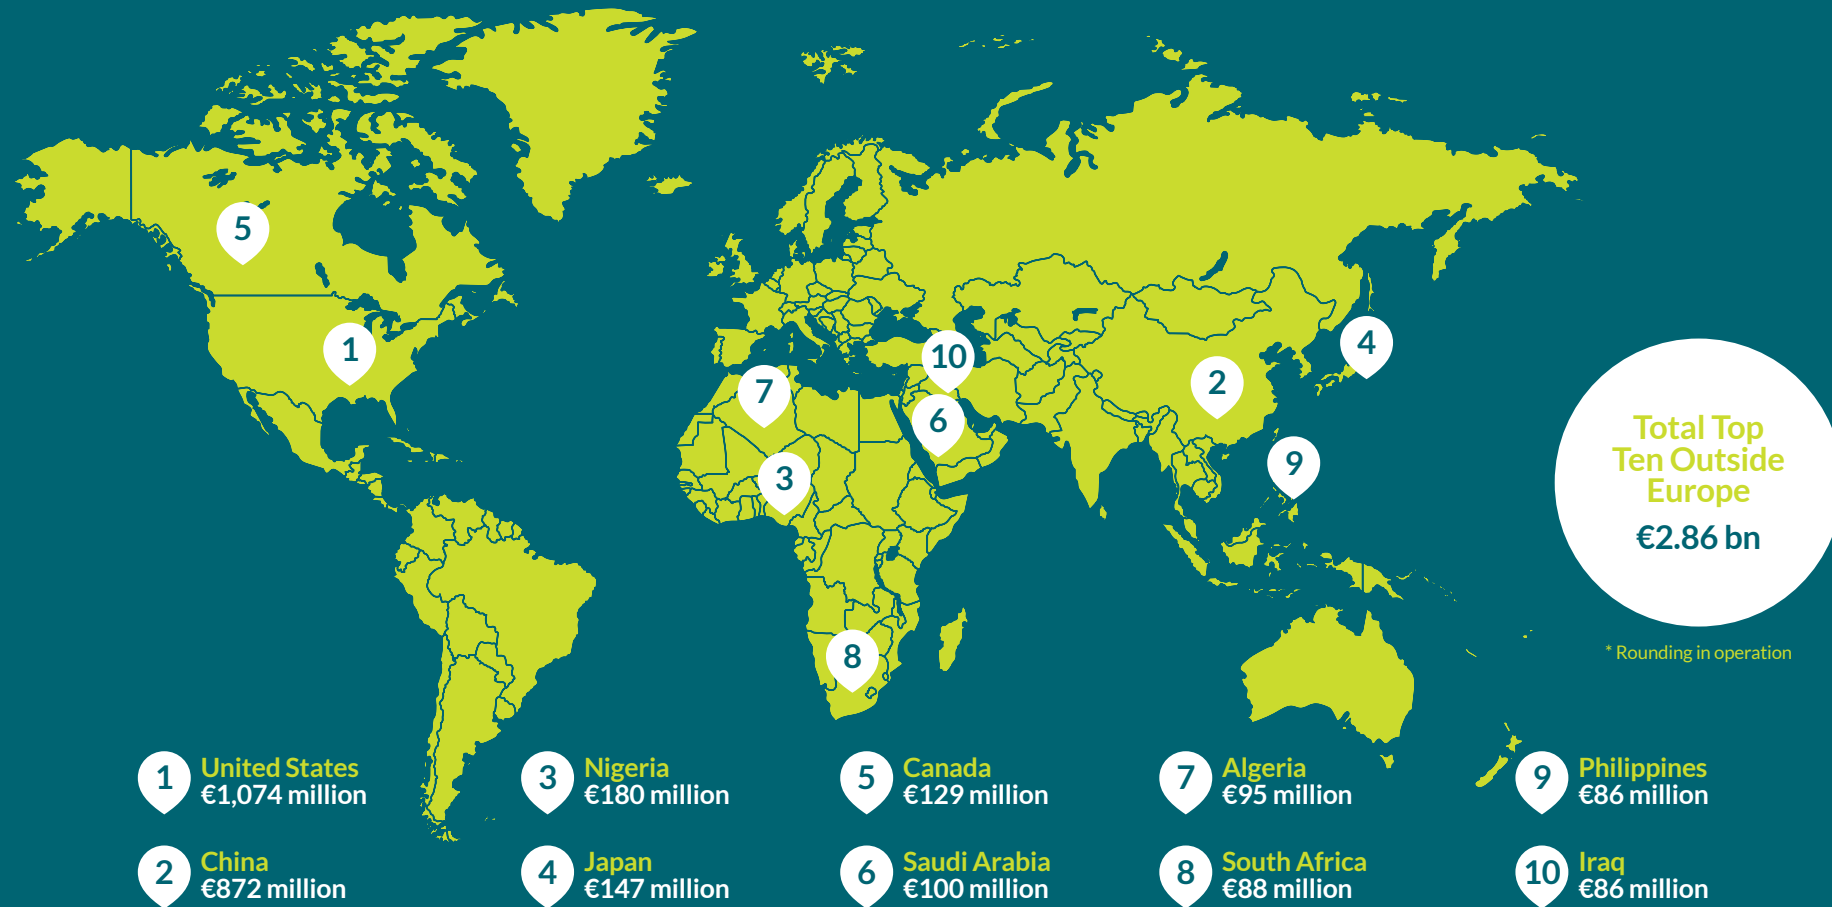 5
1
10
4
7
2
6
9
3
8
Total Top
Ten Outside
Europe
€2.86 bn
* Rounding in operation
1 United States
€1,074 million
3 Nigeria
€180 million
5 Canada
€129 million
7 Algeria
€95 million
9 Philippines
€86 million
2 China
€872 million
4 Japan
€147 million
6 Saudi Arabia
€100 million
8 South Africa
€88 million
10 Iraq
€86 million